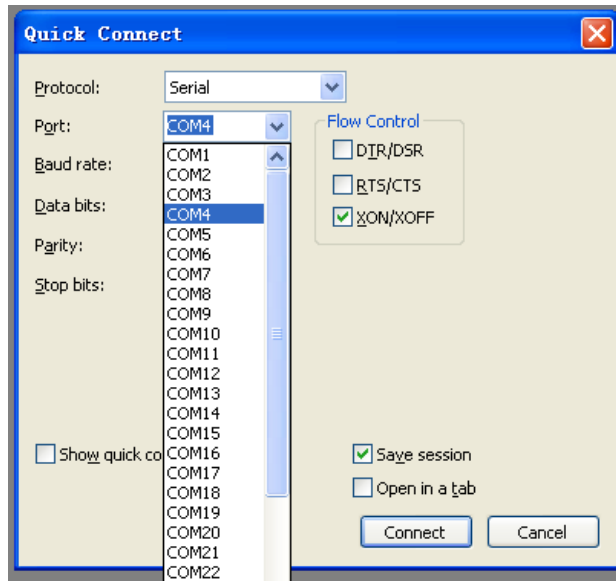 Quick Connect
Protocol:
Serial
Port:
COM4
Flow Control
DTR/DSR
RTS/CTS
XON/XOFF
Baud rate:
Data bits:
Parity:
Stop bits:
COM1
COM2
COM3
COM4
COM5
COM6
COM7
COM8
COM9
COM10
COM11
COM12
COM13
COM14
COM15
COM16
COM17
COM18
COM19
COM20
COM21
COM22
Show quick co
Save session
Open in a tab
Connect
Cancel